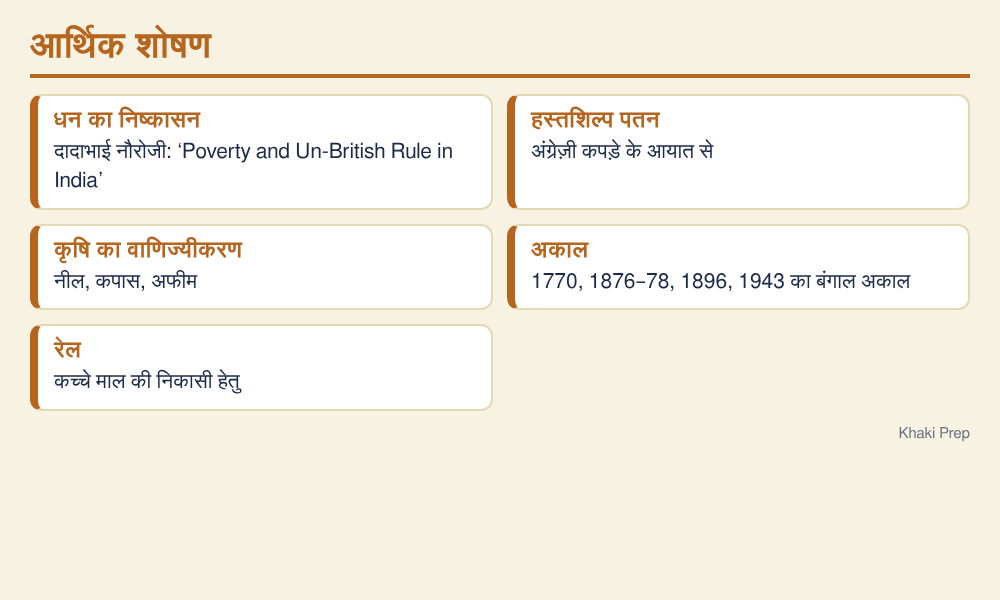 आर्थिक शोषण
धन का निष्कासन
दादाभाई नौरोजी: ‘Poverty and Un-British Rule in
India’
हस्तशिल्प पतन
अंग्रेज़ी कपड़े के आयात से
कृषि का वाणिज्यीकरण
नील, कपास, अफीम
अकाल
1770, 1876–78, 1896, 1943 का बंगाल अकाल
रेल
कच्चे माल की निकासी हेतु
Khaki Prep